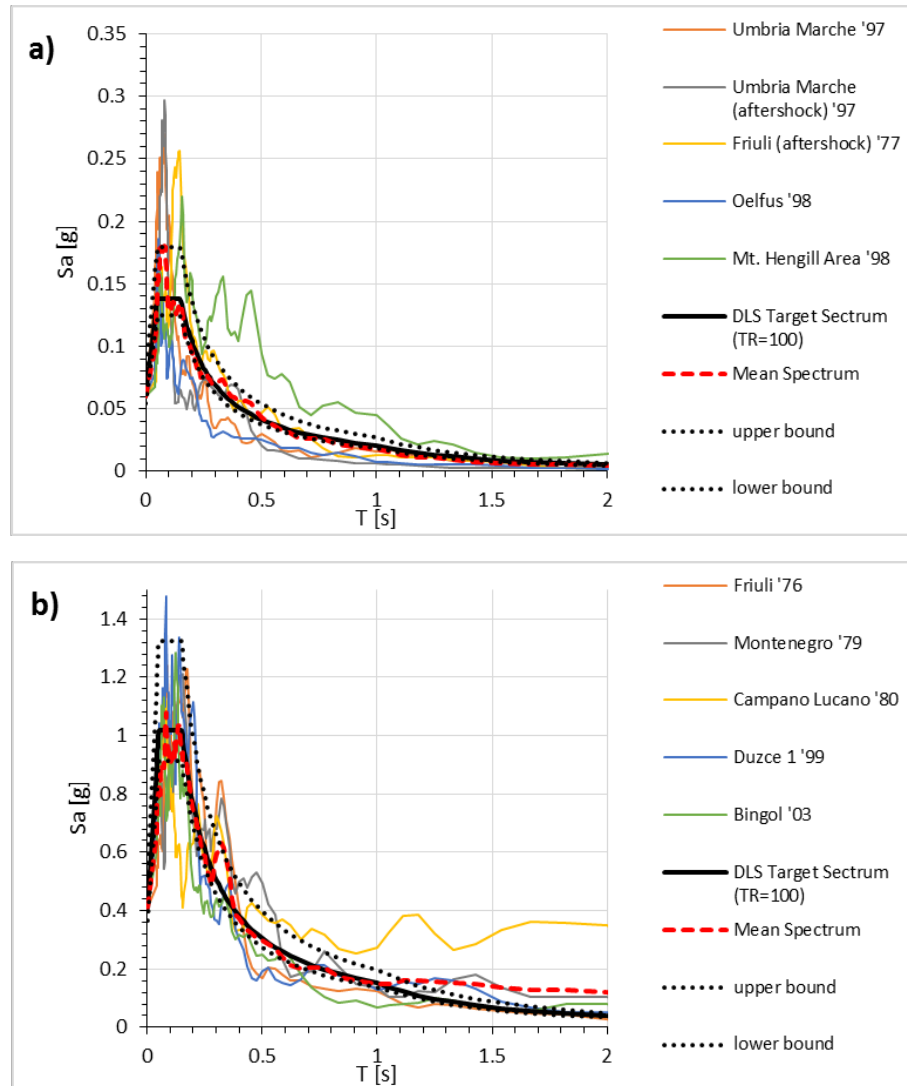 a)
Sa [g]
0.35
0.3
0.25
0.2
0.15
0.1
0.05
0
0 0.5 1 1.5 2
T [s]
Umbria Marche '97
Umbria Marche
(aftershock) '97
Friuli (aftershock) '77
Oelfus '98
Mt. Hengill Area '98
DLS Target Sectrum
(TR=100)
Mean Spectrum
upper bound
lower bound
b)
Sa [g]
1.4
1.2
1
0.8
0.6
0.4
0.2
0
0 0.5 1 1.5 2
T [s]
Friuli '76
Montenegro '79
Campano Lucano '80
Duzce 1 '99
Bingol '03
DLS Target Sectrum
(TR=100)
Mean Spectrum
upper bound
lower bound